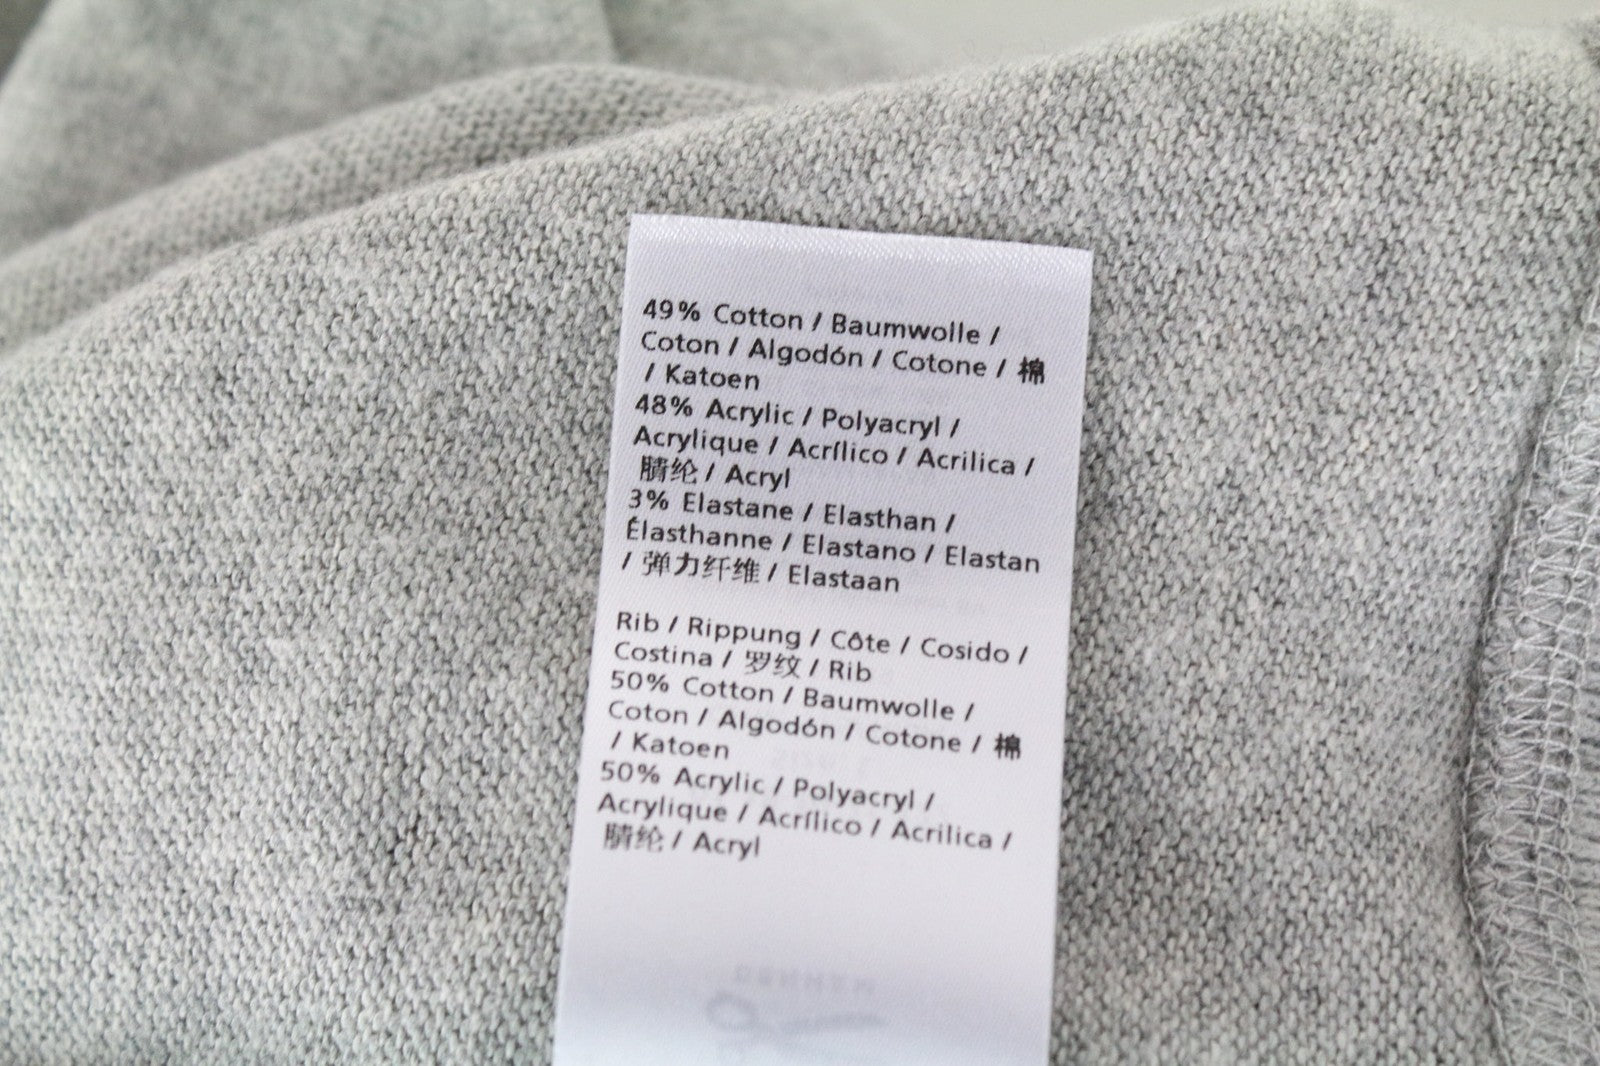 49% Cotton / Baumwolle /
Coton / Algodón / Cotone / 棉
/ Katoen
48% Acrylic / Polyacryl /
Acrylique / Acrílico / Acrilica /
腈纶 / Acryl
3% Elastane / Elasthan /
Élasthanne / Elastano / Elastan
/ 弹力纤维 / Elastaan
Rib / Rippung / Côte / Cosido /
Costina / 罗纹 / Rib
50% Cotton / Baumwolle /
Coton / Algodón / Cotone / 棉
/ Katoen
50% Acrylic / Polyacryl /
Acrylique / Acrílico / Acrilica /
腈纶 / Acryl